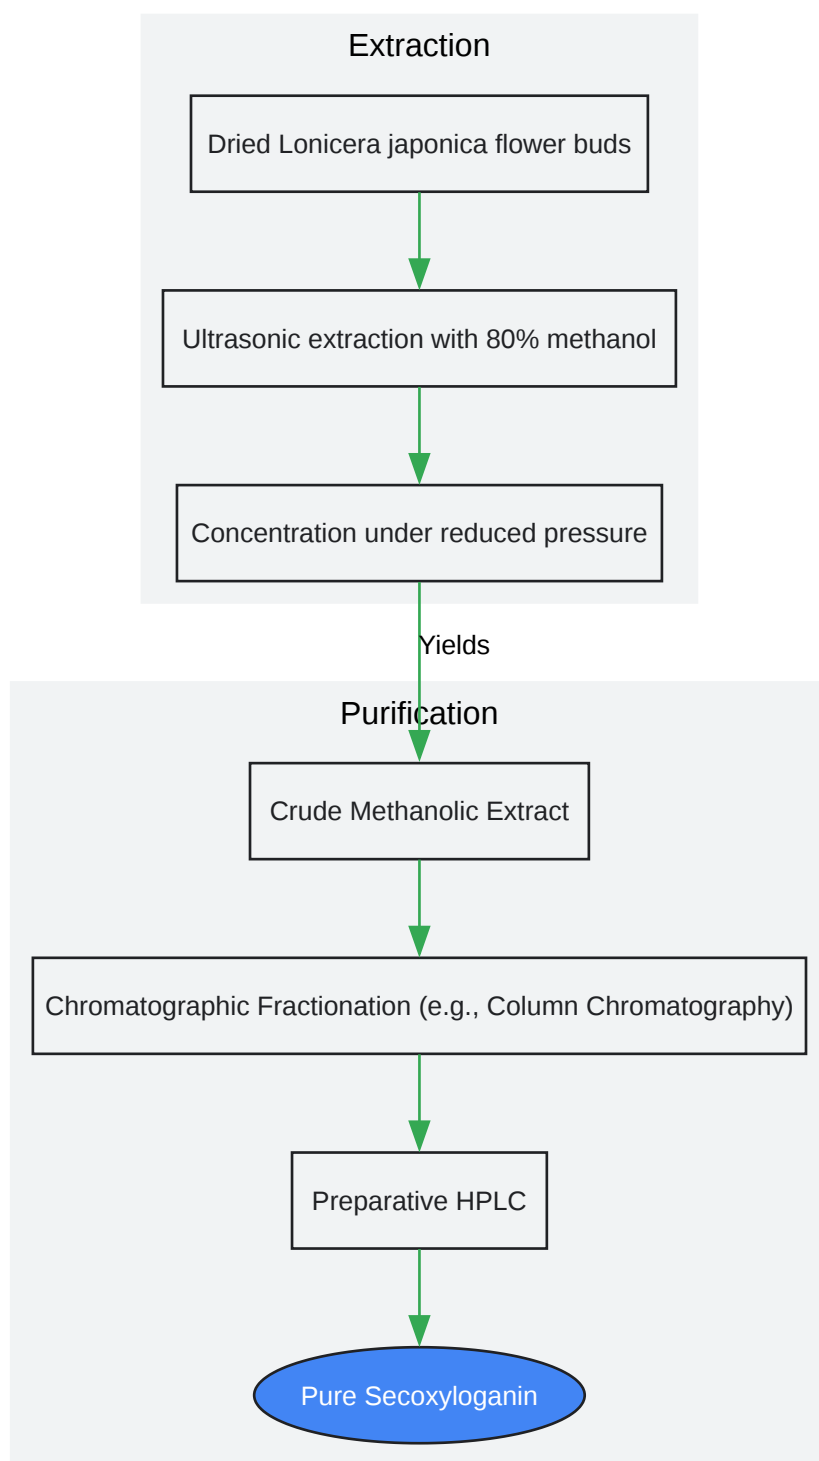 Extraction
Dried Lonicera japonica flower buds
Ultrasonic extraction with 80% methanol
Concentration under reduced pressure
Yields
Purification
Crude Methanolic Extract
Chromatographic Fractionation (e.g., Column Chromatography)
Preparative HPLC
Pure Secoxyloganin